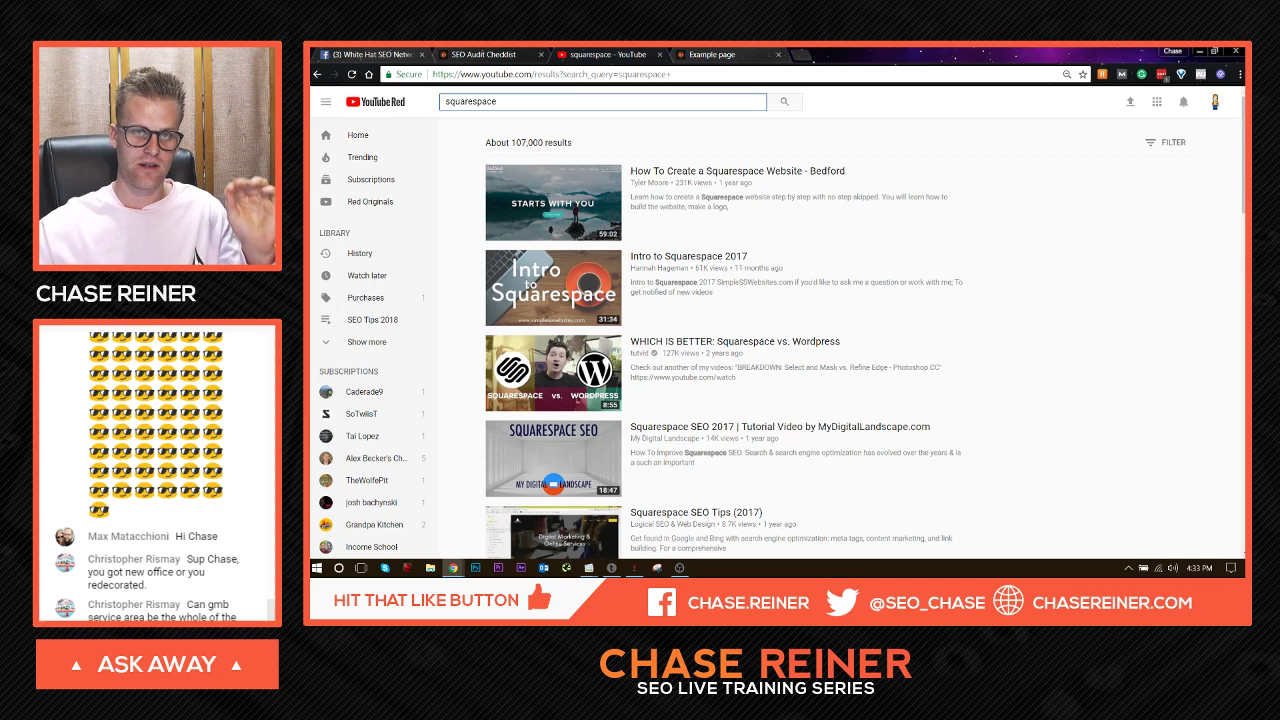 CHASE REINER
Max Matacchioni Hi Chase
Christopher Rismay Sup Chase,
you got new office or you
redecorated.
Christopher Rismay Can gmb
service area be the whole of the
▲ ASK AWAY ▲
(3) White Hat SEO Netw
SEO Audit Checklist
squarespace - YouTube
Example page
Chase
Secure
https://www.youtube.com/results?search_query=squarespace+
YouTube Red
squarespace
Home
Trending
Subscriptions
Red Originals
LIBRARY
History
Watch later
Purchases 1
SEO Tips 2018
Show more
SUBSCRIPTIONS
Caderade9 1
SoTwiisT 1
Tai Lopez 1
Alex Becker's Ch... 5
TheWolfePit 1
josh bachynski 1
Grandpa Kitchen 2
Income School
About 107,000 results
FILTER
STARTS WITH YOU
59:02
How To Create a Squarespace Website - Bedford
Tyler Moore • 231K views • 1 year ago
Learn how to create a Squarespace website step by step with no step skipped. You will learn how to
build the website, make a logo,
Intro
to
Squarespace
31:34
Intro to Squarespace 2017
Hannah Hageman • 61K views • 11 months ago
Intro to Squarespace 2017 SimpleSSWebsites.com if you'd like to ask me a question or work with me; To
get notified of new videos
SQUARESPACE vs. WORDPRESS
8:55
WHICH IS BETTER: Squarespace vs. Wordpress
tutvid 127K views • 2 years ago
Check out another of my videos: "BREAKDOWN: Select and Mask vs. Refine Edge - Photoshop CC"
https://www.youtube.com/watch
SQUARESPACE SEO
MY DIGITAL LANDSCAPE
18:47
Squarespace SEO 2017 | Tutorial Video by MyDigitalLandscape.com
My Digital Landscape • 14K views • 1 year ago
How To Improve Squarespace SEO. Search & search engine optimization has evolved over the years & is
a such an important
Digital Marketing &
Online Services
Squarespace SEO Tips (2017)
Logical SEO & Web Design • 8.7K views • 1 year ago
Get found in Google and Bing with search engine optimization: meta tags, content marketing, and link
building. For a comprehensive
4:33 PM
HIT THAT LIKE BUTTON
CHASE.REINER
@SEO_CHASE
CHASEREINER.COM
CHASE REINER
SEO LIVE TRAINING SERIES